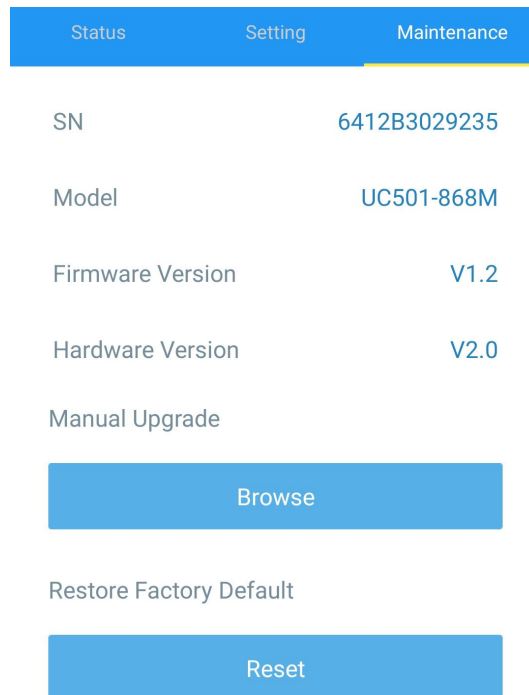 Status Setting Maintenance
SN 6412B3029235
Model UC501-868M
Firmware Version V1.2
Hardware Version V2.0
Manual Upgrade
Browse
Restore Factory Default
Reset